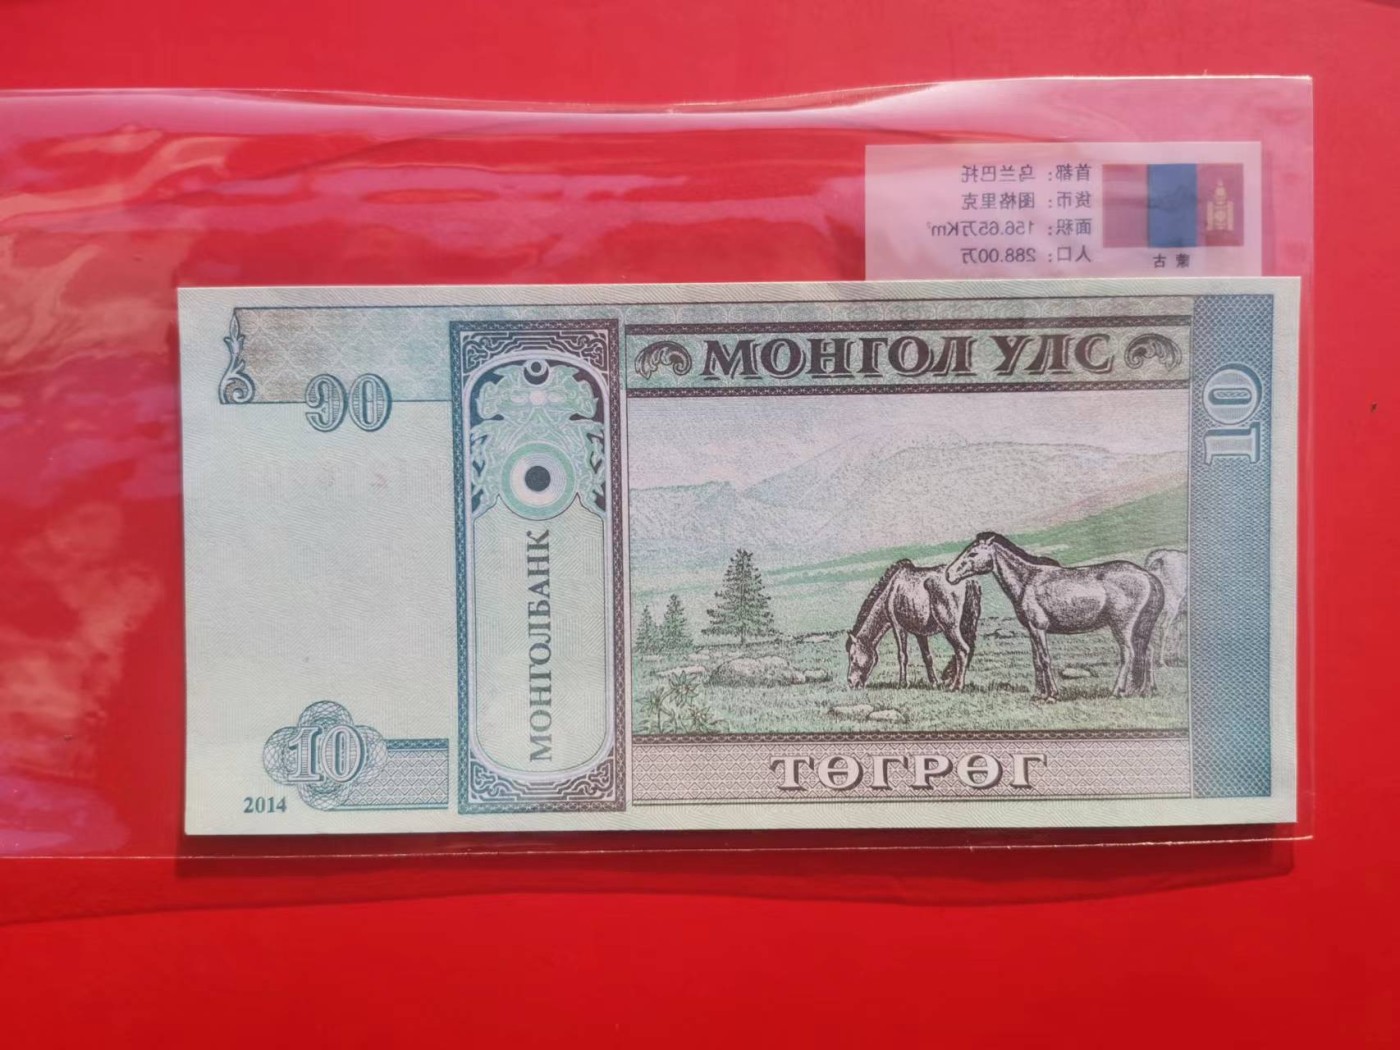 首都：乌兰巴托
货币：图格里克
面积：156.65万Km²
人口：288.00万
蒙古
МОНГОЛ УЛС
10
МОНГОЛБАНК
10
ТӨГРӨГ
2014